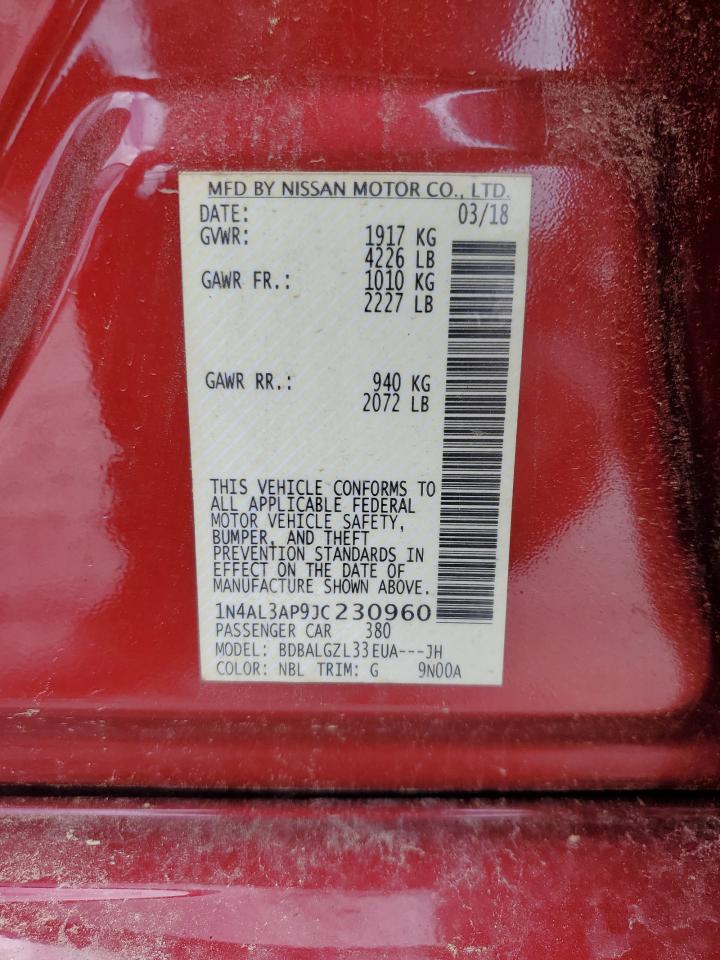 MFD BY NISSAN MOTOR CO., LTD.
DATE: 03/18
GVWR: 1917 KG
4226 LB
GAWR FR.: 1010 KG
2227 LB
GAWR RR.: 940 KG
2072 LB
THIS VEHICLE CONFORMS TO
ALL APPLICABLE FEDERAL
MOTOR VEHICLE SAFETY,
BUMPER, AND THEFT
PREVENTION STANDARDS IN
EFFECT ON THE DATE OF
MANUFACTURE SHOWN ABOVE.
1N4AL3AP9JC230960
PASSENGER CAR 380
MODEL: BDBALGZL33EUA---JH
COLOR: NBL TRIM: G 9N00A